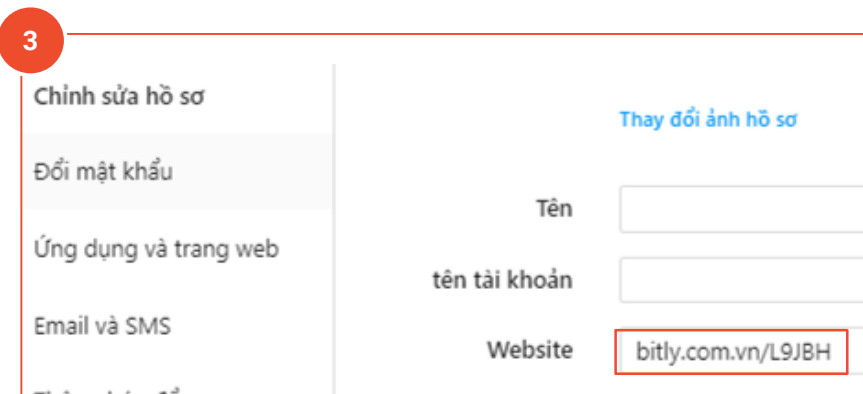 3
Chỉnh sửa hồ sơ
Thay đổi ảnh hồ sơ
Đổi mật khẩu
Tên
Ứng dụng và trang web
tên tài khoản
Email và SMS
Website
bitly.com.vn/L9JBH